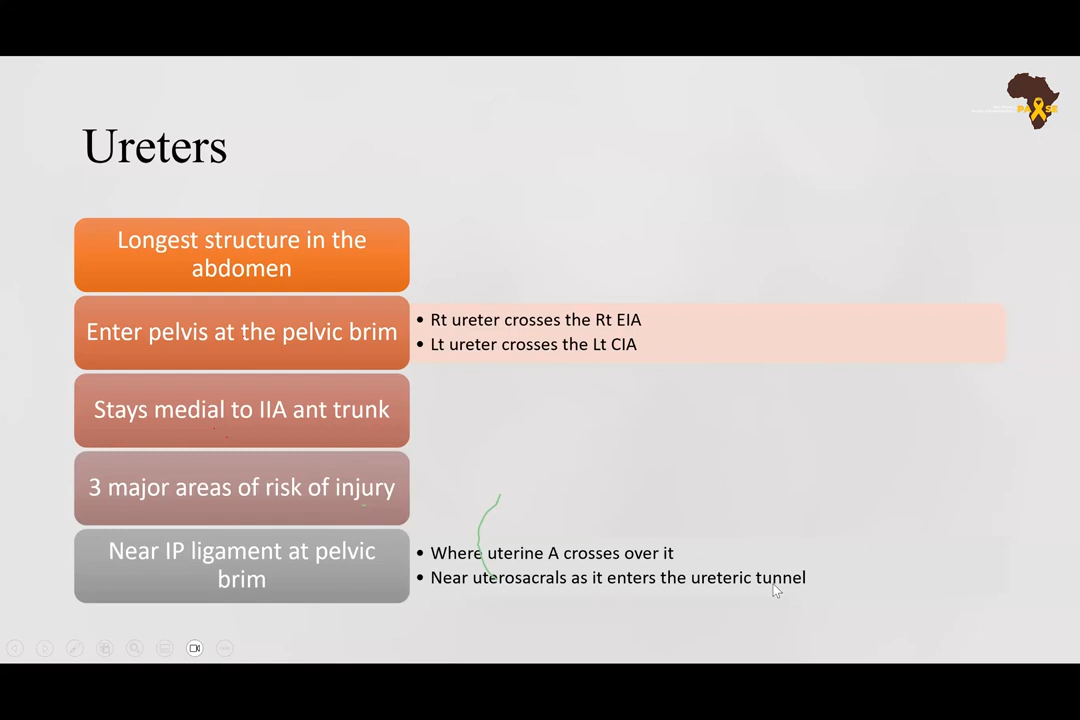 Ureters
Longest structure in the
abdomen
Enter pelvis at the pelvic brim
• Rt ureter crosses the Rt EIA
• Lt ureter crosses the Lt CIA
Stays medial to IIA ant trunk
3 major areas of risk of injury
Near IP ligament at pelvic
brim
• Where uterine A crosses over it
• Near uterosacrals as it enters the ureteric tunnel